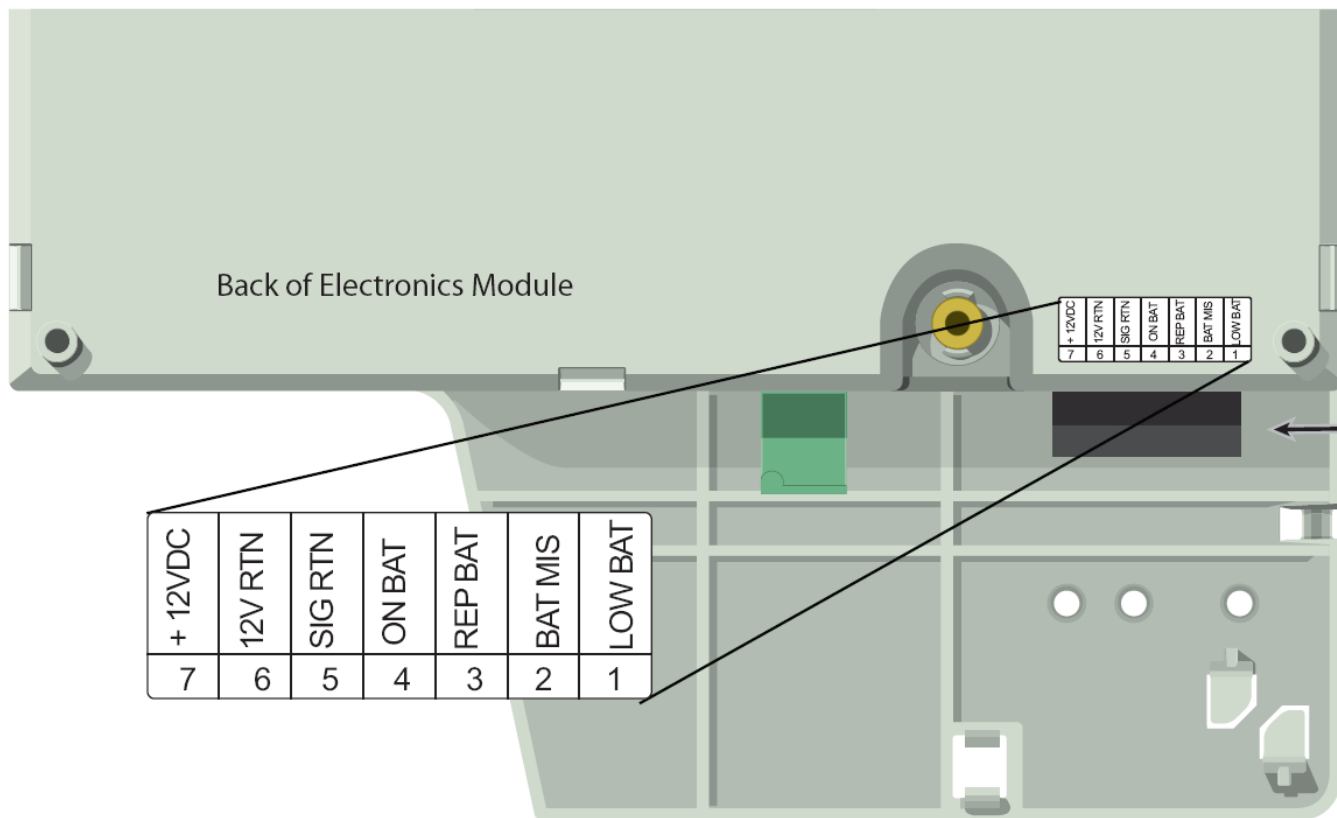 Back of Electronics Module
+ 12VDC
12V RTN
SIG RTN
ON BAT
REP BAT
BAT MIS
LOW BAT
7 6 5 4 3 2 1
+ 12VDC
12V RTN
SIG RTN
ON BAT
REP BAT
BAT MIS
LOW BAT
7 6 5 4 3 2 1